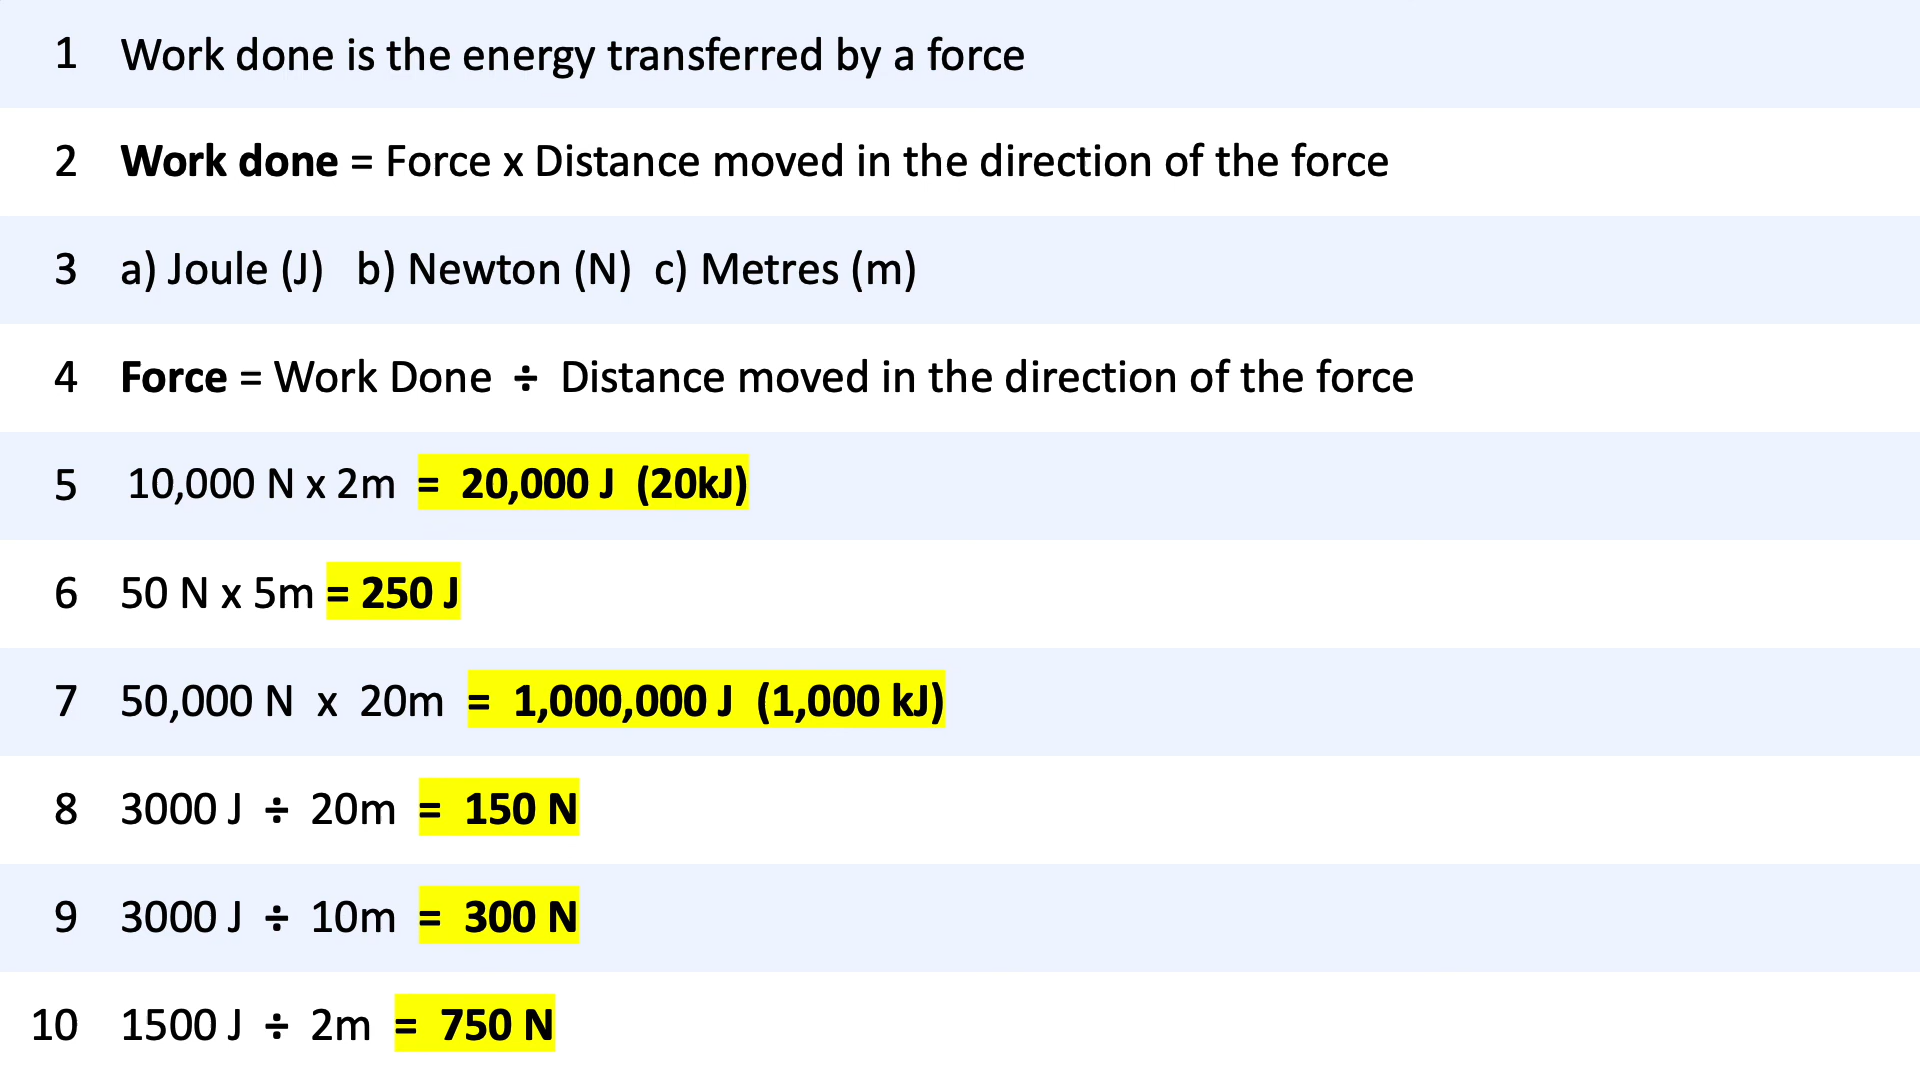 1 Work done is the energy transferred by a force
2 Work done = Force x Distance moved in the direction of the force
3 a) Joule (J) b) Newton (N) c) Metres (m)
4 Force = Work Done ÷ Distance moved in the direction of the force
5 10,000 N x 2m = 20,000 J (20kJ)
6 50 N x 5m = 250 J
7 50,000 N x 20m = 1,000,000 J (1,000 kJ)
8 3000 J ÷ 20m = 150 N
9 3000 J ÷ 10m = 300 N
10 1500 J ÷ 2m = 750 N